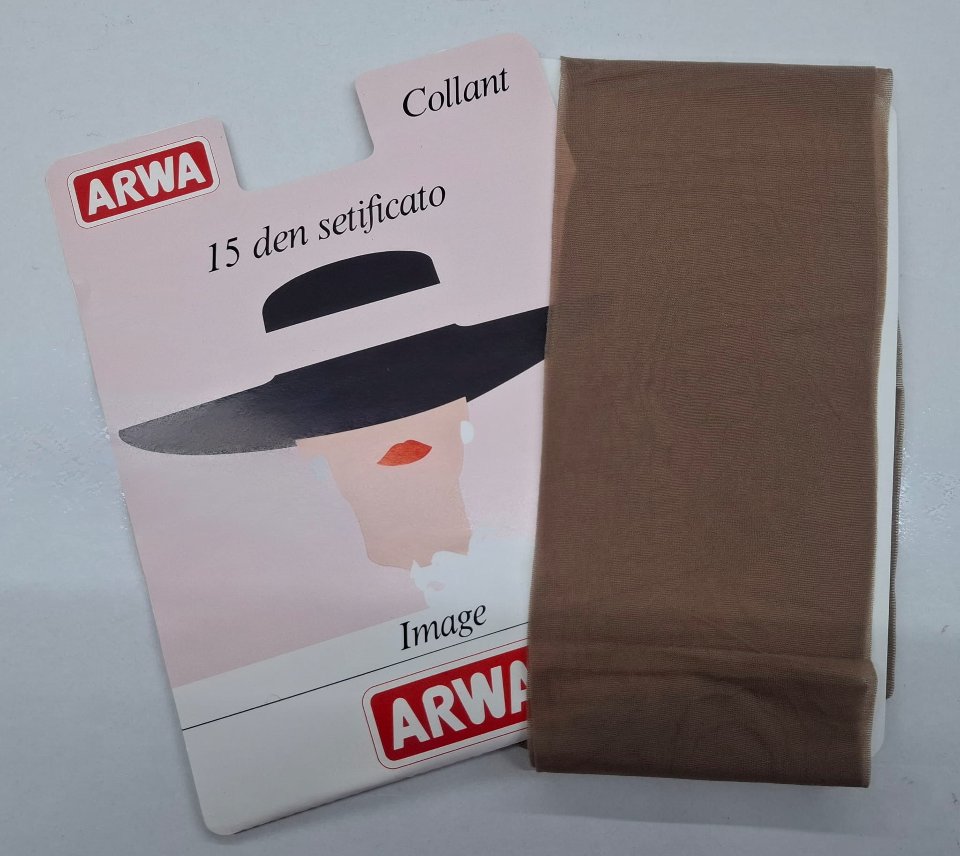 Collant
ARWA
15 den setificato
Image
ARWA